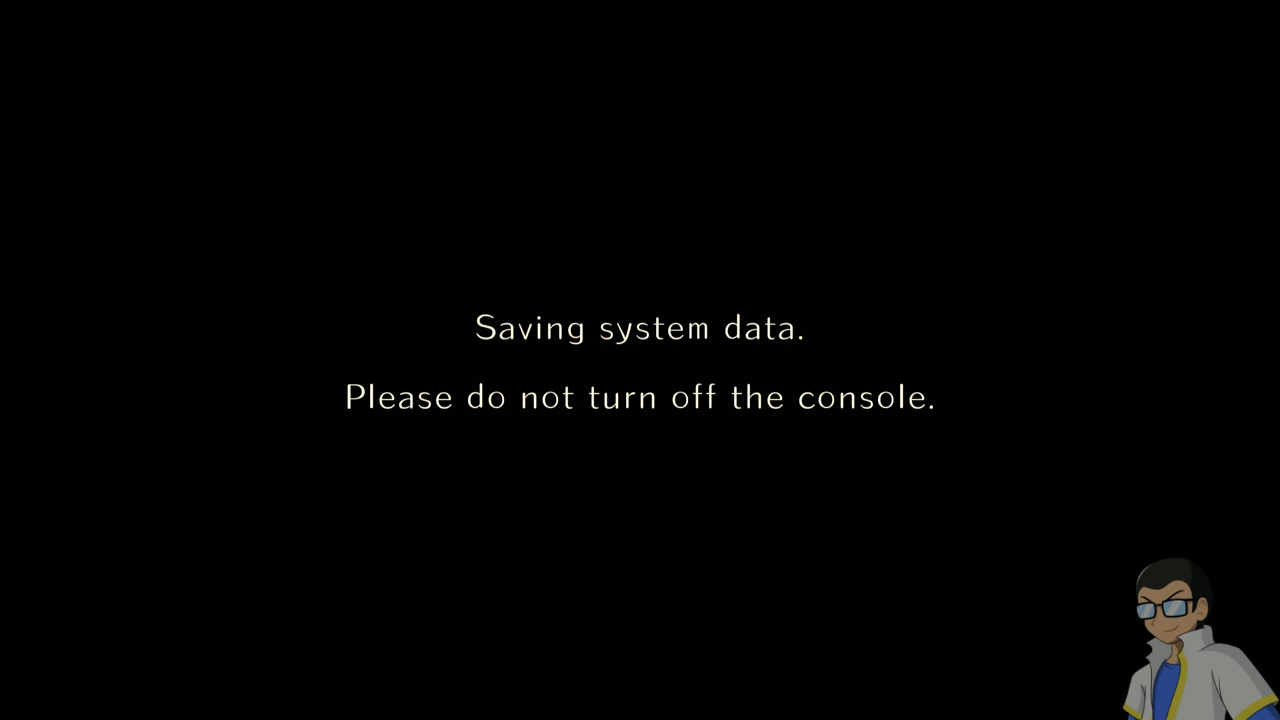 Saving system data.
Please do not turn off the console.